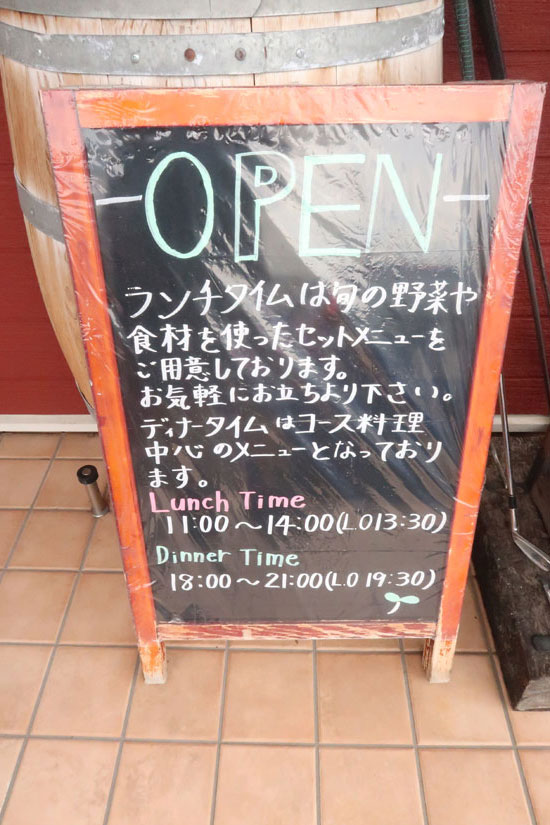 OPEN
ランチタイムは旬の野菜や
食材を使ったセットメニューを
ご用意しております。
お気軽にお立ちより下さい。
ディナータイムはコース料理
中心のメニューとなっており
ます。
Lunch Time
11:00～14:00(L.O13:30)
Dinner Time
18:00～21:00(L.O 19:30)